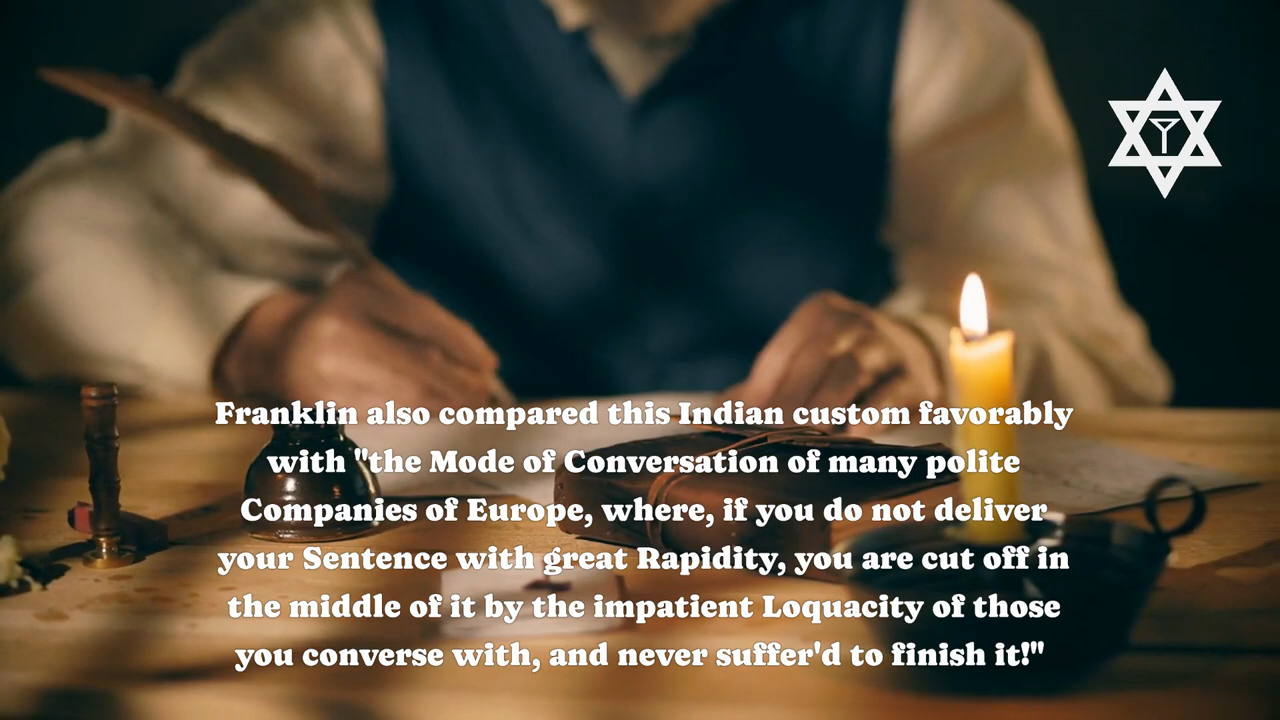 Franklin also compared this Indian custom favorably
with "the Mode of Conversation of many polite
Companies of Europe, where, if you do not deliver
your Sentence with great Rapidity, you are cut off in
the middle of it by the impatient Loquacity of those
you converse with, and never suffer'd to finish it!"